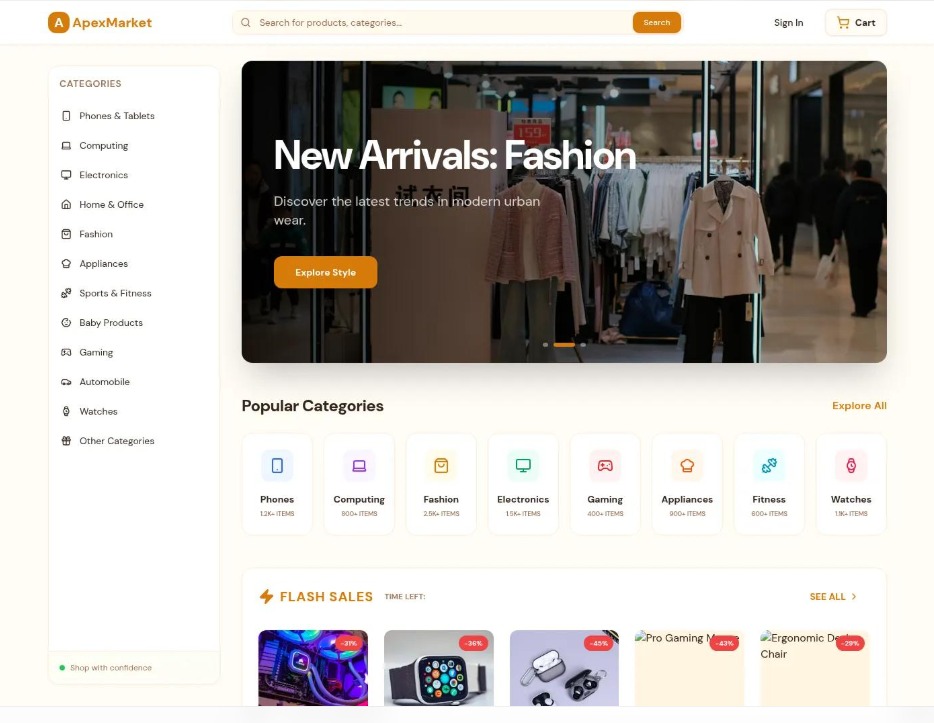 A ApexMarket
Search for products, categories...
Search
Sign In
Cart
CATEGORIES
Phones & Tablets
Computing
Electronics
Home & Office
Fashion
Appliances
Sports & Fitness
Baby Products
Gaming
Automobile
Watches
Other Categories
Shop with confidence
159
试衣间
New Arrivals: Fashion
Discover the latest trends in modern urban
wear.
Explore Style
Popular Categories
Explore All
Phones
1.2K+ ITEMS
Computing
800+ ITEMS
Fashion
2.5K+ ITEMS
Electronics
1.5K+ ITEMS
Gaming
400+ ITEMS
Appliances
900+ ITEMS
Fitness
600+ ITEMS
Watches
1.1K+ ITEMS
FLASH SALES
TIME LEFT:
SEE ALL
-31%
-36%
-45%
Pro Gaming
-43%
Ergonomic
Chair
-29%